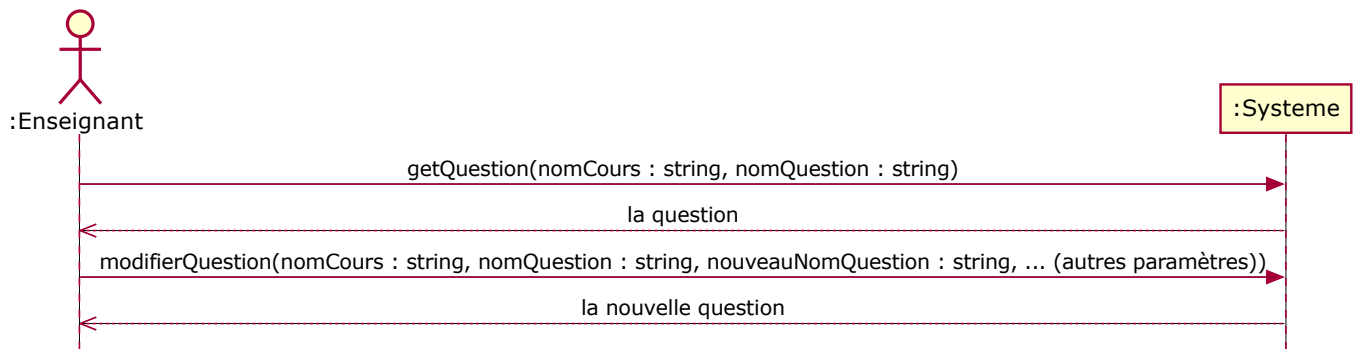 :Enseignant
:Systeme
getQuestion(nomCours : string, nomQuestion : string)
la question
modifierQuestion(nomCours : string, nomQuestion : string, nouveauNomQuestion : string, ... (autres paramètres))
la nouvelle question